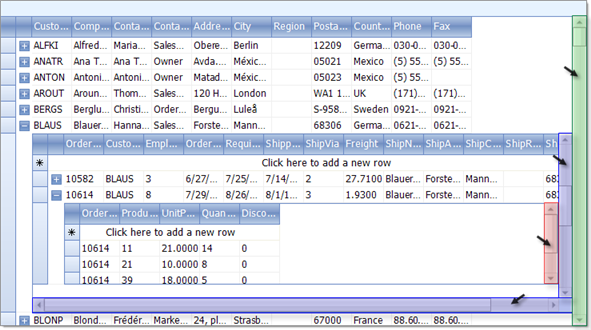 Custo... Comp... Conta... Conta... Addre... City Region Posta... Count... Phone Fax
ALFKI Alfred... Maria... Sales... Obere... Berlin 12209 Germa... 030-0... 030-0...
ANATR Ana T... Ana T... Owner Avda.... Méxic... 05021 Mexico (5) 55... (5) 55...
ANTON Antoni... Antoni... Owner Matad... Méxic... 05023 Mexico (5) 55...
AROUT Aroun... Thom... Sales... 120 H... London WA1 1... UK (171)... (171)...
BERGS Berglu... Christi... Order... Bergu... Luleå S-958... Sweden 0921-... 0921-...
BLAUS Blauer... Hanna... Sales... Forste... Mann... 68306 Germa... 0621-... 0621-...
Order... Custo... Emplo... Order... Requi... Shipp... ShipVia Freight ShipN... ShipA... ShipC... ShipR...
Click here to add a new row
10582 BLAUS 3 6/27/... 7/25/... 7/14/... 2 27.7100 Blauer... Forste... Mann...
10614 BLAUS 8 7/29/... 8/26/... 8/1/1... 3 1.9300 Blauer... Forste... Mann...
Order... Produ... UnitP... Quan... Disco...
Click here to add a new row
10614 11 21.0000 14 0
10614 21 10.0000 8 0
10614 39 18.0000 5 0
BLONP Blond... Frédér... Marke... 24, pl... Strasb... 67000 France 88.60.... 88.60....